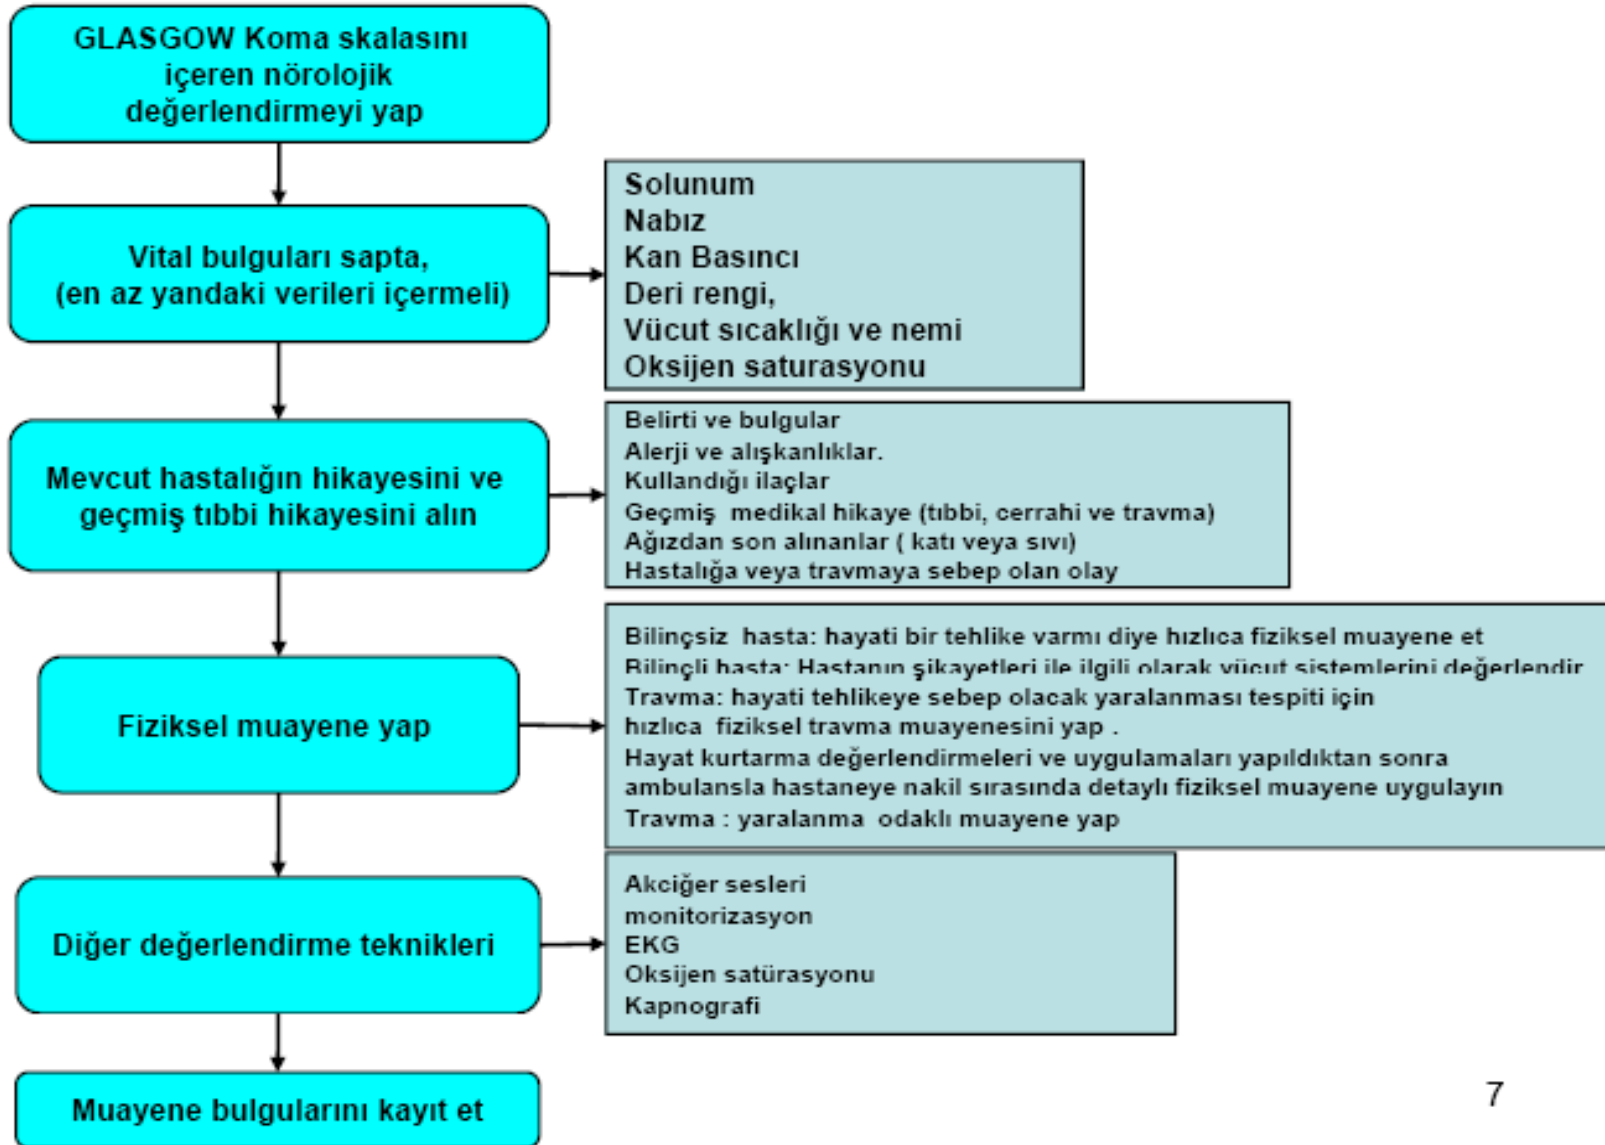 GLASGOW Koma skalasını
içeren nörolojik
değerlendirmeyi yap
Vital bulguları sapta,
(en az yandaki verileri içermeli)
Solunum
Nabız
Kan Basıncı
Deri rengi,
Vücut sıcaklığı ve nemi
Oksijen saturasyonu
Mevcut hastalığın hikayesini ve
geçmiş tıbbi hikayesini alın
Belirti ve bulgular
Alerji ve alışkanlıklar.
Kullandığı ilaçlar
Geçmiş medikal hikaye (tıbbi, cerrahi ve travma)
Ağızdan son alınanlar ( katı veya sıvı)
Hastalığa veya travmaya sebep olan olay
Fiziksel muayene yap
Bilinçsiz hasta: hayati bir tehlike varmı diye hızlıca fiziksel muayene et
Bilinçli hasta: Hastanın şikayetleri ile ilgili olarak vücut sistemlerini değerlendir
Travma: hayati tehlikeye sebep olacak yaralanması tespiti için
hızlıca fiziksel travma muayenesini yap .
Hayat kurtarma değerlendirmeleri ve uygulamaları yapıldıktan sonra
ambulansla hastaneye nakil sırasında detaylı fiziksel muayene uygulayın
Travma : yaralanma odaklı muayene yap
Diğer değerlendirme teknikleri
Akciğer sesleri
monitorizasyon
EKG
Oksijen satürasyonu
Kapnografi
Muayene bulgularını kayıt et
7